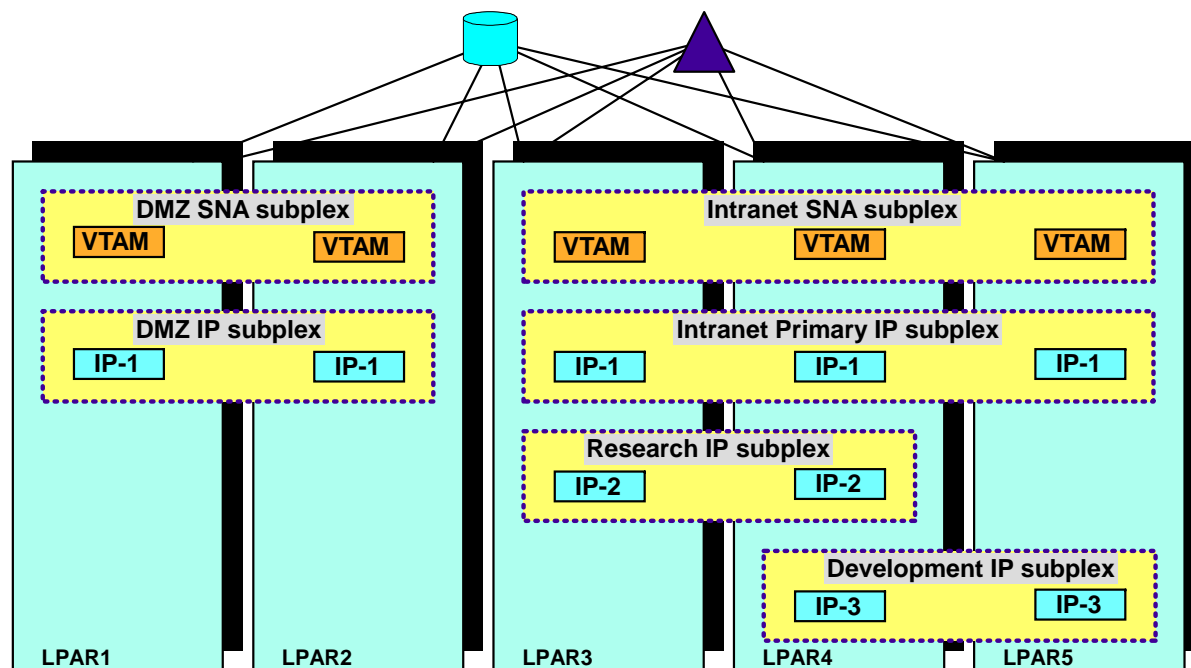 DMZ SNA subplex
VTAM
VTAM
Intranet SNA subplex
VTAM
VTAM
VTAM
DMZ IP subplex
IP-1
IP-1
Intranet Primary IP subplex
IP-1
IP-1
IP-1
Research IP subplex
IP-2
IP-2
Development IP subplex
IP-3
IP-3
LPAR1
LPAR2
LPAR3
LPAR4
LPAR5